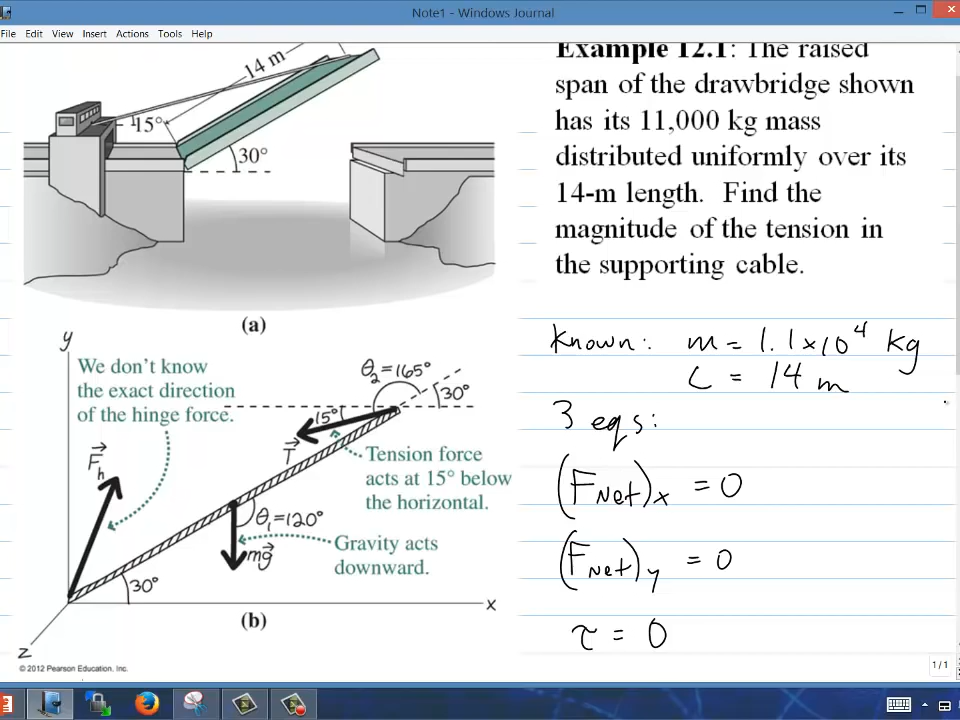 Note1 - Windows Journal
File Edit View Insert Actions Tools Help
14 m
15°
30°
(a)
Example 12.1: The raised
span of the drawbridge shown
has its 11,000 kg mass
distributed uniformly over its
14-m length. Find the
magnitude of the tension in
the supporting cable.
y
We don't know
the exact direction
of the hinge force.
F⃗h
θ₂=165°
30°
15°
T⃗
Tension force
acts at 15° below
the horizontal.
θ₁=120°
mg⃗
Gravity acts
downward.
30°
x
z
(b)
© 2012 Pearson Education, Inc.
Known: m = 1.1×10⁴ kg
L = 14 m
3 eqs:
(FNet)x = 0
(FNet)y = 0
τ = 0
1/1